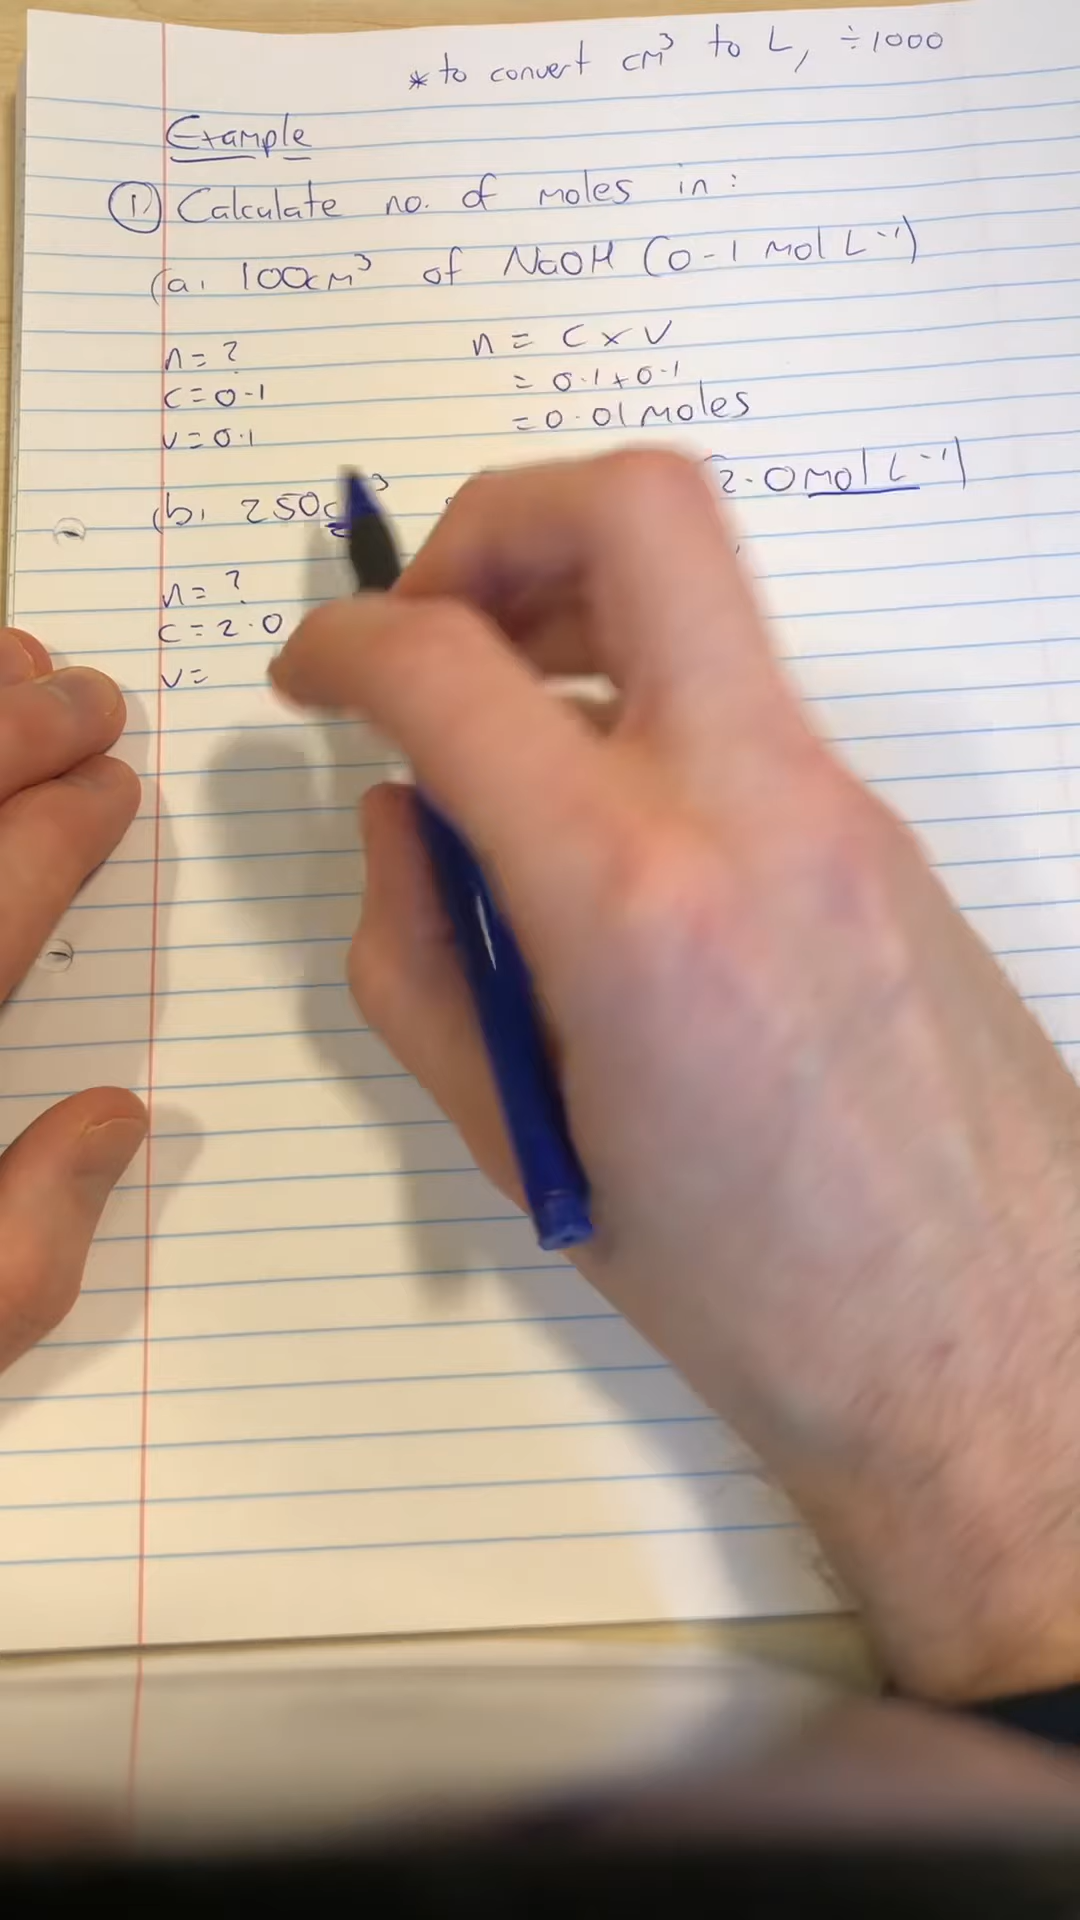 * to convert cm³ to L, ÷1000
Example
① Calculate no. of moles in:
(a. 100cm³ of NaOH (0.1 mol L⁻¹)
n = ?
c = 0.1
v = 0.1
n = c x v
= 0.1 x 0.1
= 0.01 moles
(b. 250 2.0 mol L⁻¹)
n = ?
c = 2.0
v =